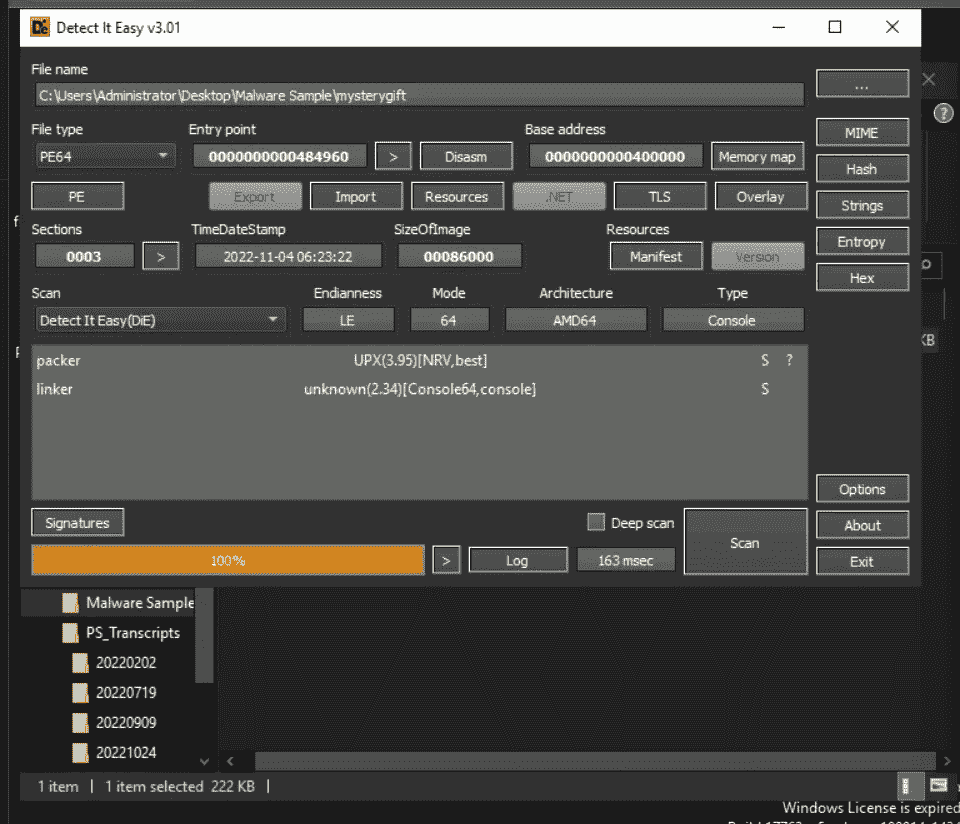 Detect It Easy v3.01
File name
C:\Users\Administrator\Desktop\Malware Sample\mysterygift
...
File type Entry point Base address
PE64 0000000000484960 > Disasm 0000000000400000 Memory map MIME
PE Export Import Resources .NET TLS Overlay Hash
Strings
Sections TimeDateStamp SizeOfImage Resources
0003 > 2022-11-04 06:23:22 00086000 Manifest Version Entropy
Hex
Scan Endianness Mode Architecture Type
Detect It Easy(DiE) LE 64 AMD64 Console
KB
packer UPX(3.95)[NRV,best] S ?
linker unknown(2.34)[Console64,console] S
Options
Signatures Deep scan Scan About
100% > Log 163 msec Exit
Malware Sample
PS_Transcripts
20220202
20220719
20220909
20221024
1 item | 1 item selected 222 KB |
Windows License is expired